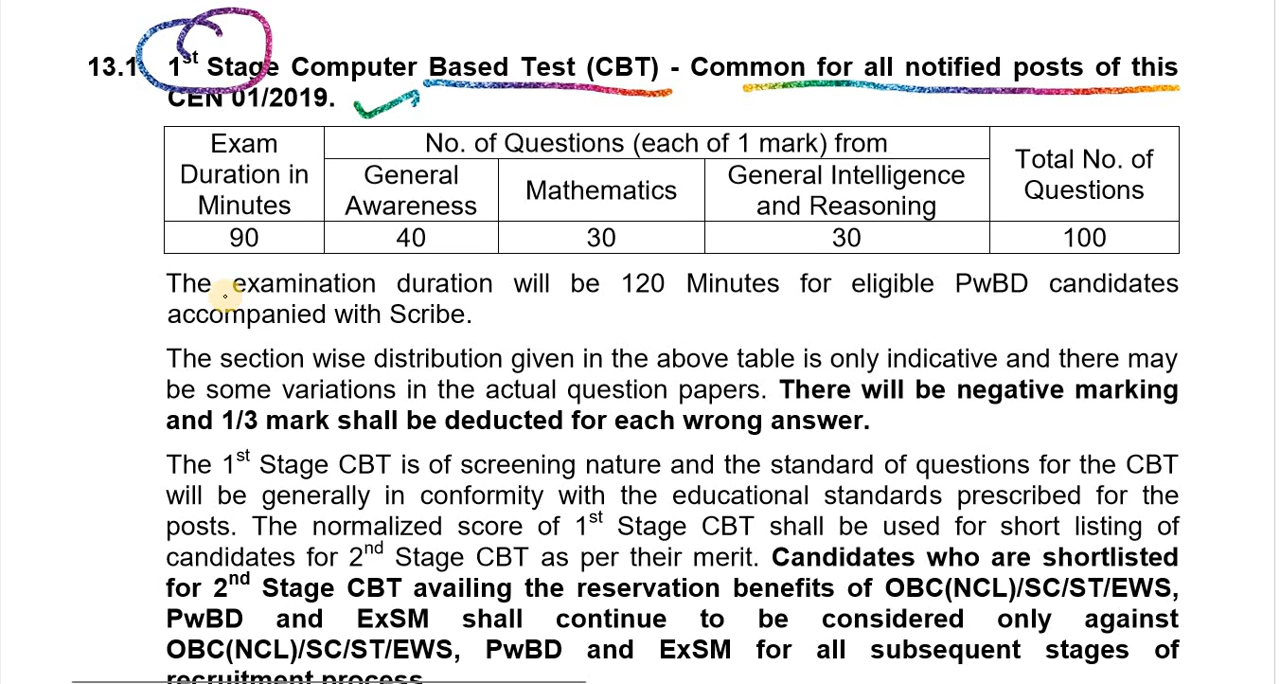 13.1 1st Stage Computer Based Test (CBT) - Common for all notified posts of this
CEN 01/2019.
Exam Duration in Minutes
No. of Questions (each of 1 mark) from
General Awareness
Mathematics
General Intelligence and Reasoning
Total No. of Questions
90 40 30 30 100
The examination duration will be 120 Minutes for eligible PwBD candidates
accompanied with Scribe.
The section wise distribution given in the above table is only indicative and there may
be some variations in the actual question papers. There will be negative marking
and 1/3 mark shall be deducted for each wrong answer.
The 1st Stage CBT is of screening nature and the standard of questions for the CBT
will be generally in conformity with the educational standards prescribed for the
posts. The normalized score of 1st Stage CBT shall be used for short listing of
candidates for 2nd Stage CBT as per their merit. Candidates who are shortlisted
for 2nd Stage CBT availing the reservation benefits of OBC(NCL)/SC/ST/EWS,
PwBD and ExSM shall continue to be considered only against
OBC(NCL)/SC/ST/EWS, PwBD and ExSM for all subsequent stages of
recruitment process